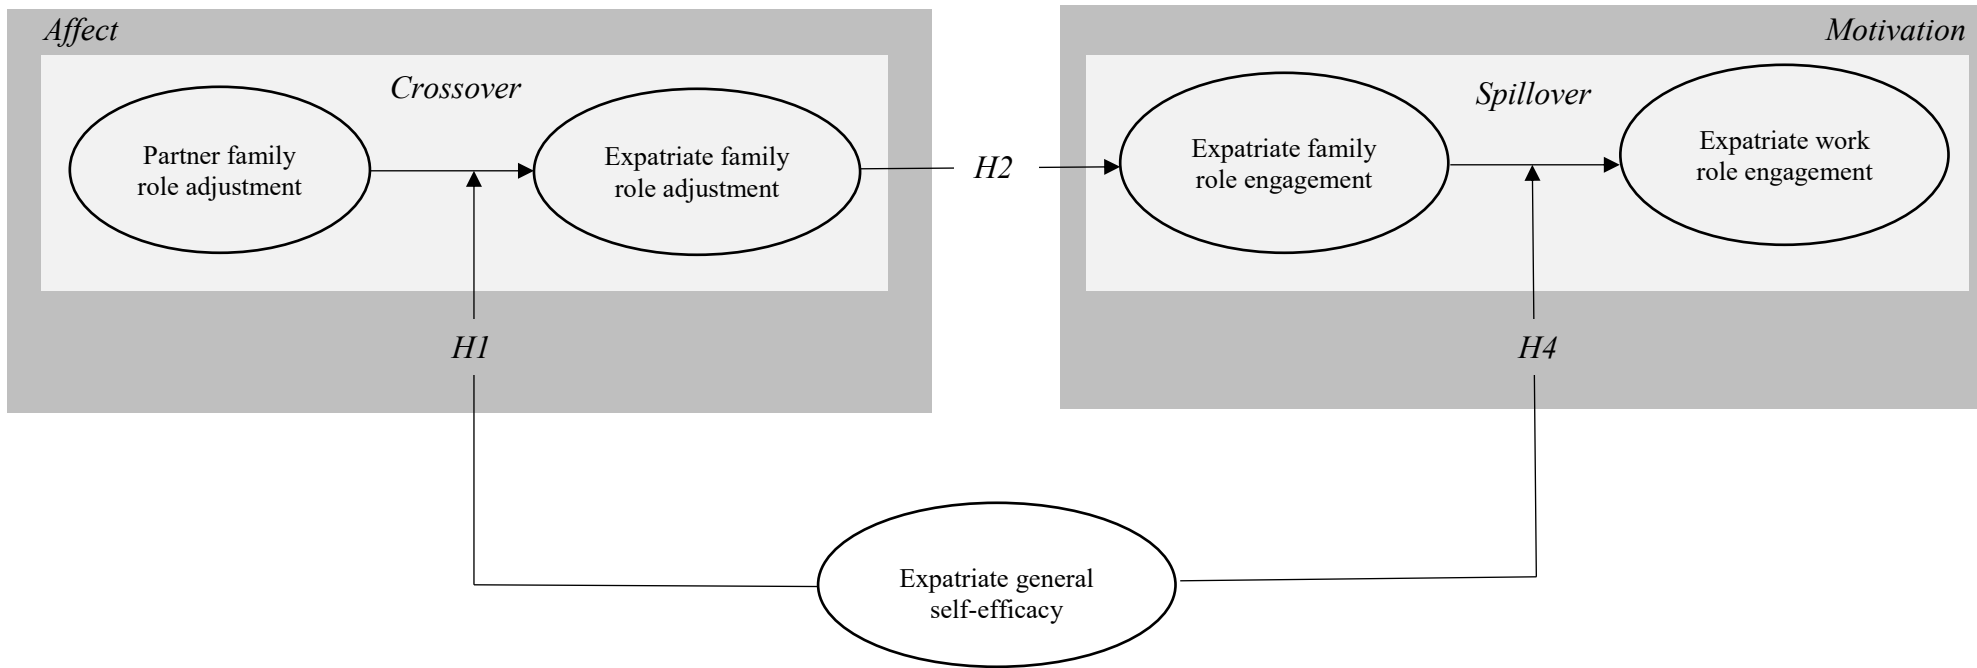 Affect
Motivation
Crossover
Spillover
Partner family
role adjustment
Expatriate family
role adjustment
H2
Expatriate family
role engagement
Expatriate work
role engagement
H1
H4
Expatriate general
self-efficacy